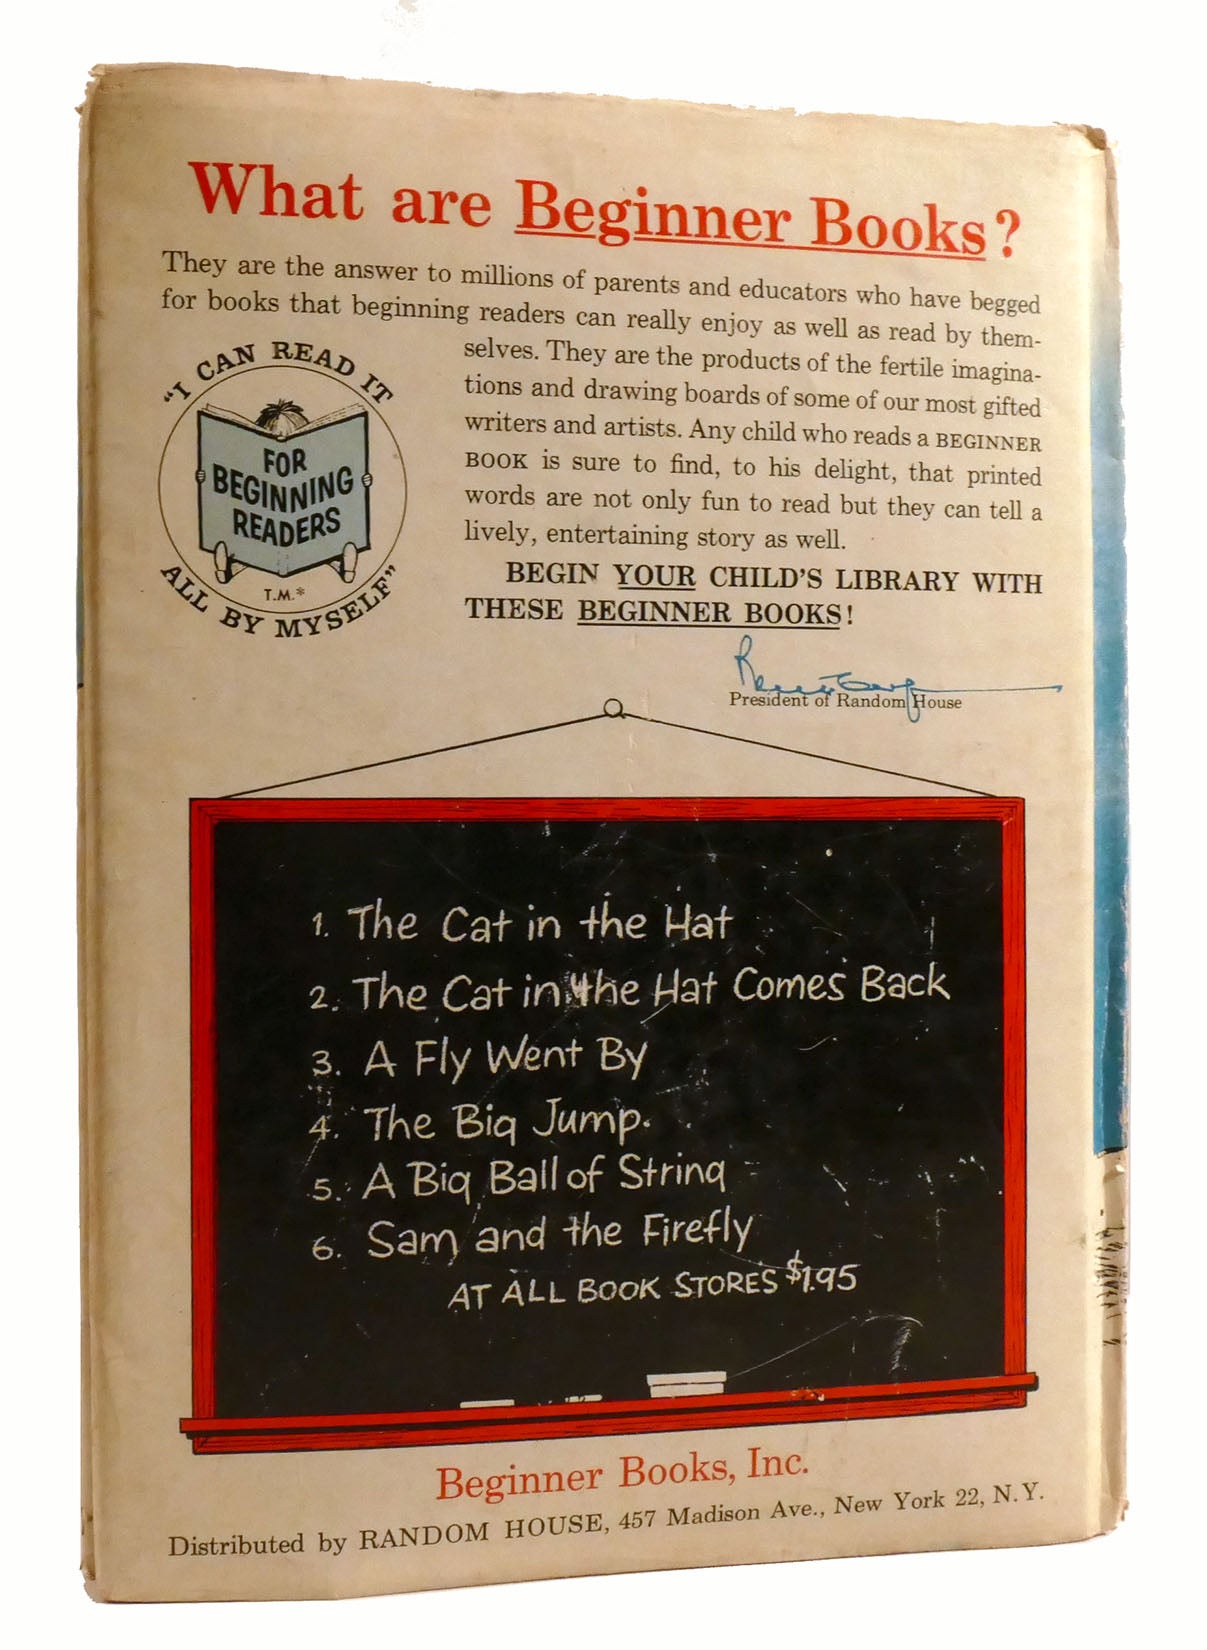 What are Beginner Books?
They are the answer to millions of parents and educators who have begged
for books that beginning readers can really enjoy as well as read by them-
selves. They are the products of the fertile imagina-
tions and drawing boards of some of our most gifted
writers and artists. Any child who reads a BEGINNER
BOOK is sure to find, to his delight, that printed
words are not only fun to read but they can tell a
lively, entertaining story as well.
BEGIN YOUR CHILD'S LIBRARY WITH
THESE BEGINNER BOOKS!
"I CAN READ IT
ALL BY MYSELF"
FOR
BEGINNING
READERS
T.M.*
President of Random House
1. The Cat in the Hat
2. The Cat in the Hat Comes Back
3. A Fly Went By
4. The Big Jump.
5. A Big Ball of String
6. Sam and the Firefly
AT ALL BOOK STORES $1.95
Beginner Books, Inc.
Distributed by RANDOM HOUSE, 457 Madison Ave., New York 22, N.Y.